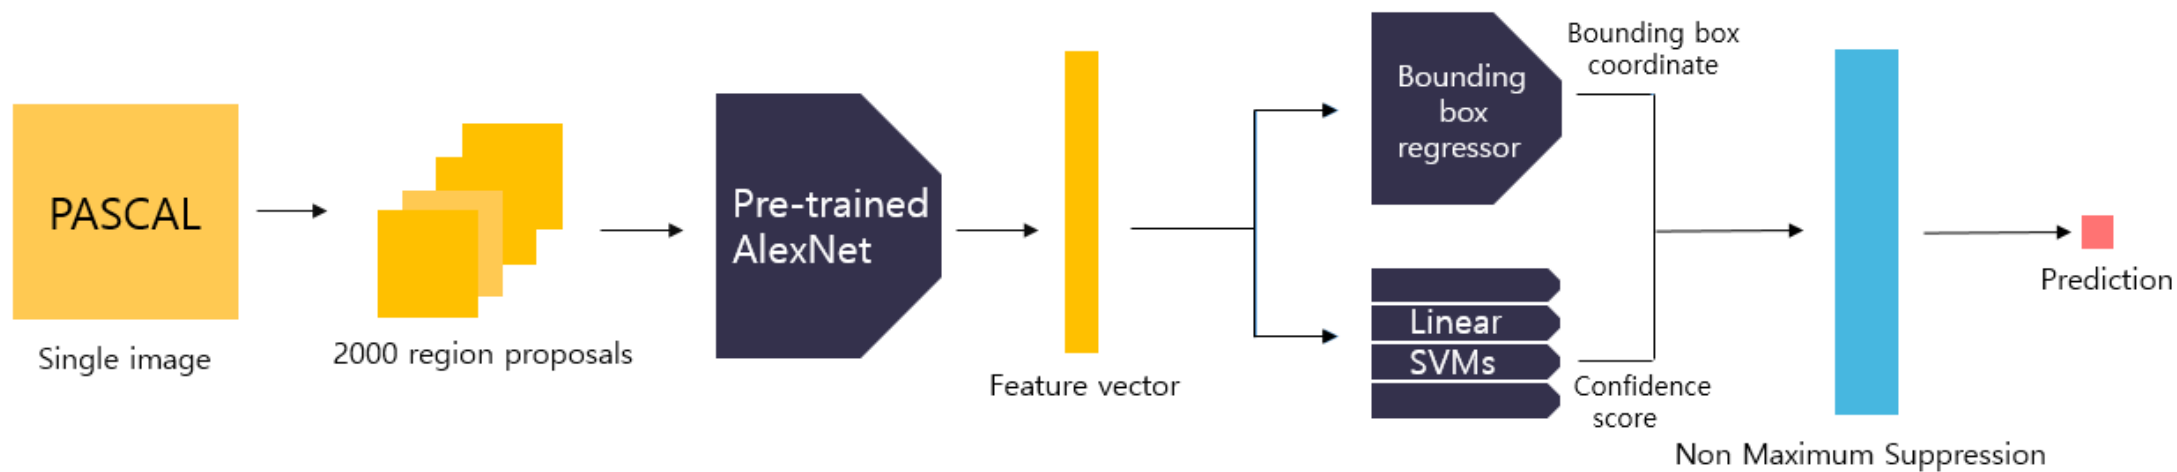 PASCAL
Single image
2000 region proposals
Pre-trained
AlexNet
Feature vector
Bounding
box
regressor
Bounding box
coordinate
Linear
SVMs
Confidence
score
Non Maximum Suppression
Prediction